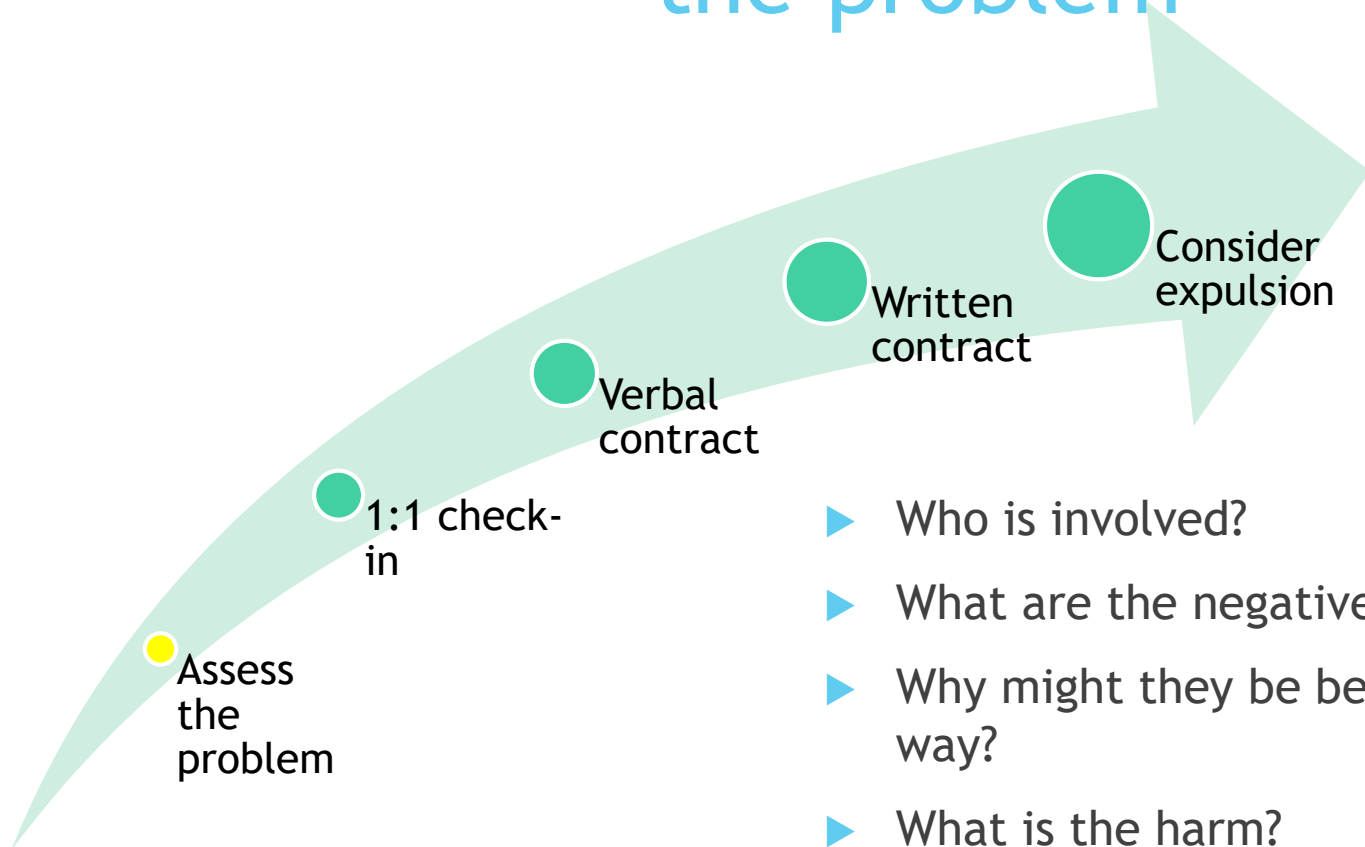 the problem
Consider
expulsion
Written
contract
Verbal
contract
1:1 check-
in
Assess
the
problem
Who is involved?
What are the negative
Why might they be be
way?
What is the harm?